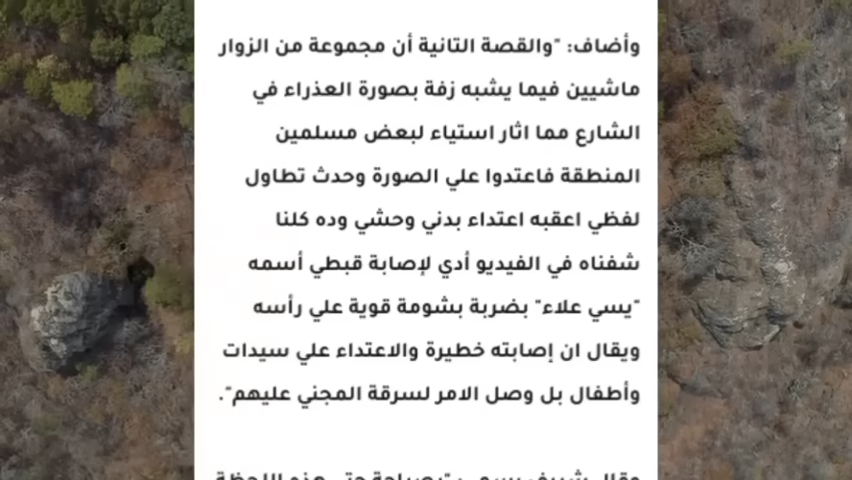 وأضاف: "والقصة التانية أن مجموعة من الزوار
ماشيين فيما يشبه زفة بصورة العذراء في
الشارع مما اثار استياء لبعض مسلمين
المنطقة فاعتدوا علي الصورة وحدث تطاول
لفظي اعقبه اعتداء بدني وحشي وده كلنا
شفناه في الفيديو أدي لإصابة قبطي أسمه
"يسي علاء" بضربة بشومة قوية علي رأسه
ويقال ان إصابته خطيرة والاعتداء علي سيدات
وأطفال بل وصل الامر لسرقة المجني عليهم".
وقال شريف